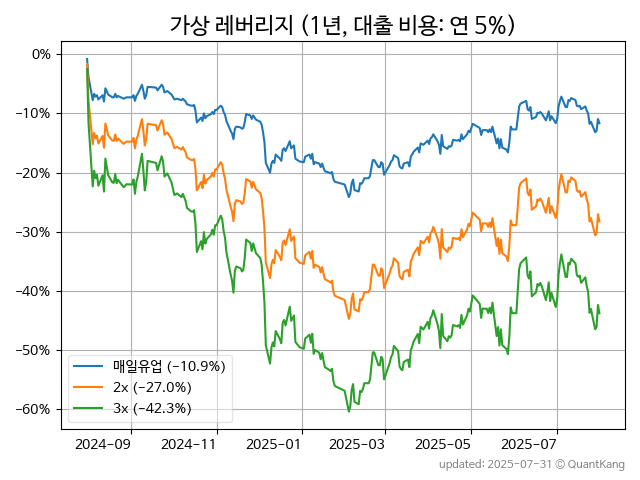 가상 레버리지 (1년, 대출 비용: 연 5%)
0%
−10%
−20%
−30%
−40%
−50%
−60%
매일유업 (−10.9%)
2x (−27.0%)
3x (−42.3%)
2024-09
2024-11
2025-01
2025-03
2025-05
2025-07
updated: 2025-07-31 © QuantKang